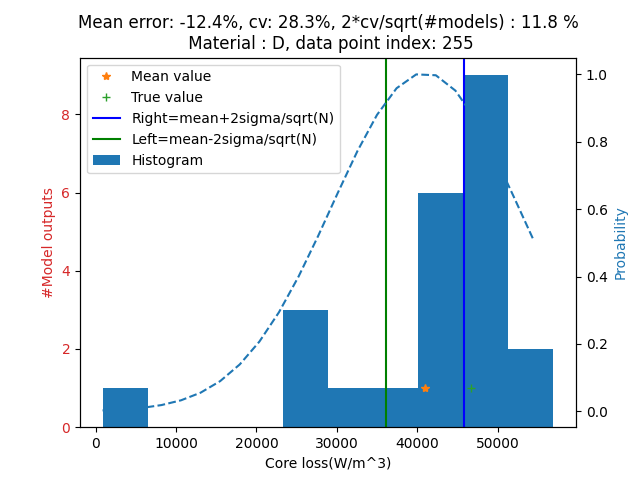 Mean error: -12.4%, cv: 28.3%, 2*cv/sqrt(#models) : 11.8 %
Material : D, data point index: 255
Mean value
True value
Right=mean+2sigma/sqrt(N)
Left=mean-2sigma/sqrt(N)
Histogram
#Model outputs
8
6
4
2
0
1.0
0.8
0.6
0.4
0.2
0.0
Probability
0 10000 20000 30000 40000 50000
Core loss(W/m^3)